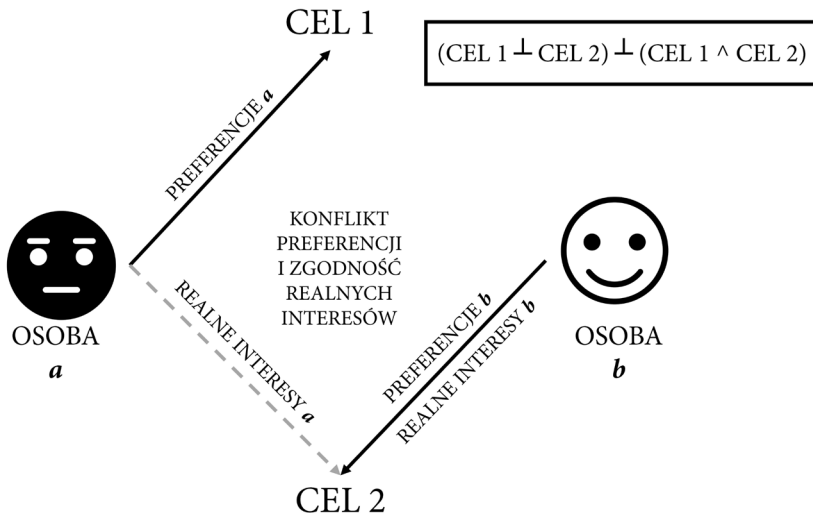 CEL 1
(CEL 1 ┴ CEL 2) ┴ (CEL 1 ^ CEL 2)
PREFERENCJE a
KONFLIKT
PREFERENCJI
I ZGODNOŚĆ
REALNYCH
INTERESÓW
OSOBA
a
REALNE INTERESY a
PREFERENCJE b
REALNE INTERESY b
OSOBA
b
CEL 2